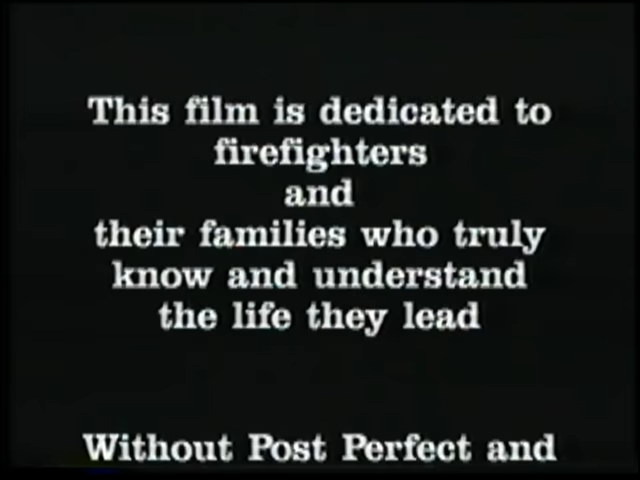 This film is dedicated to
firefighters
and
their families who truly
know and understand
the life they lead
Without Post Perfect and